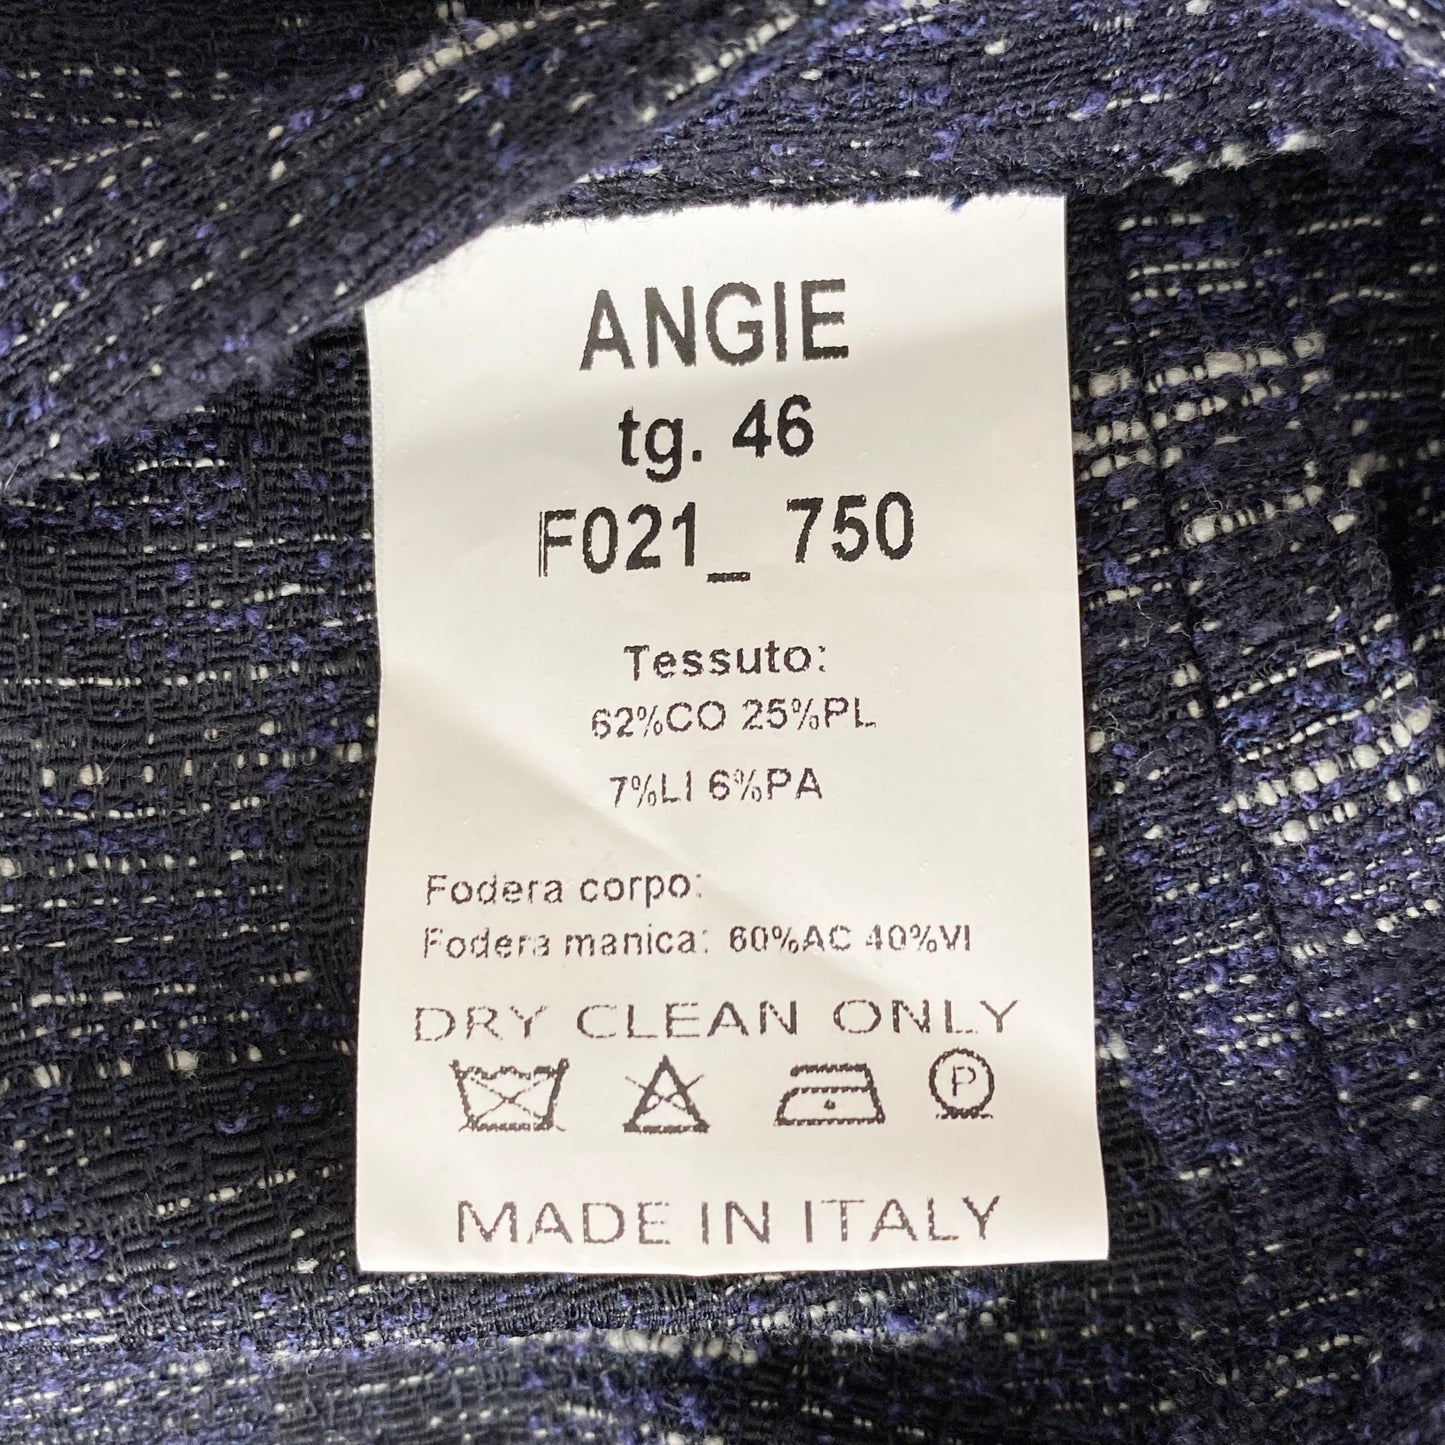 ANGIE
tg. 46
F021_ 750
Tessuto:
62%CO 25%PL
7%LI 6%PA
Fodera corpo:
Fodera manica: 60%AC 40%VI
DRY CLEAN ONLY
P
MADE IN ITALY